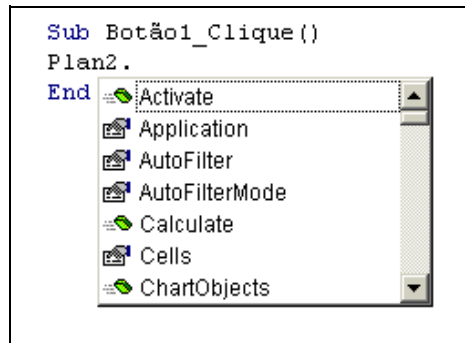 Sub Botão1_Clique()
Plan2.
End
Activate
Application
AutoFilter
AutoFilterMode
Calculate
Cells
ChartObjects